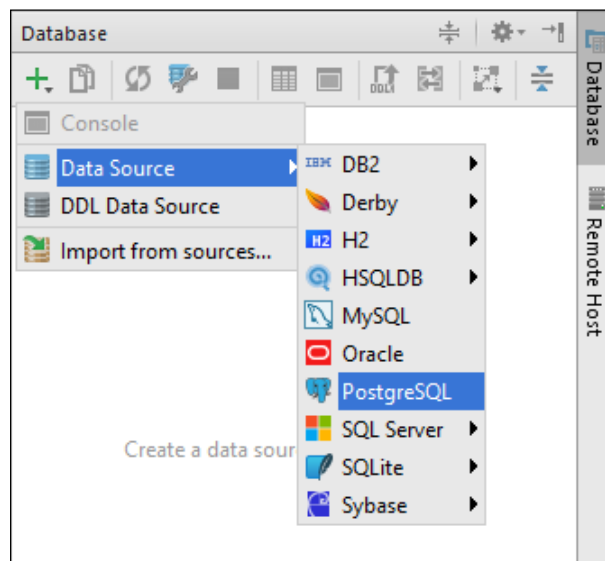 Database
DDL
Console
Data Source
DDL Data Source
Import from sources...
IBM DB2
Derby
H2 H2
HSQLDB
MySQL
Oracle
PostgreSQL
SQL Server
SQLite
Sybase
Create a data sour
Database
Remote Host